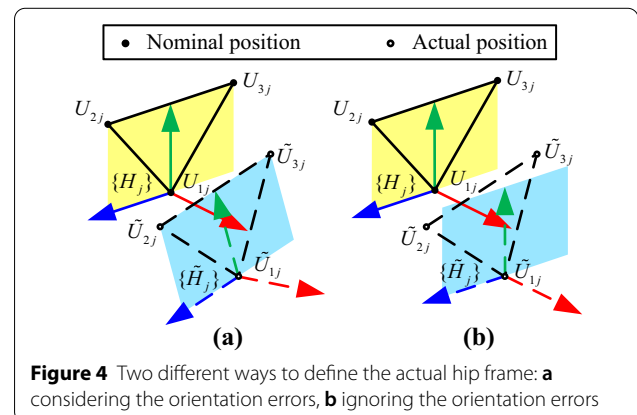 Nominal position Actual position
U_{3j} U_{3j}
U_{2j} U_{2j}
{H_j} U_{1j} Ũ_{3j} {H_j} U_{1j} Ũ_{3j}
Ũ_{2j} Ũ_{2j}
{H̃_j} Ũ_{1j} {H̃_j} Ũ_{1j}
(a) (b)
Figure 4 Two different ways to define the actual hip frame: a
considering the orientation errors, b ignoring the orientation errors